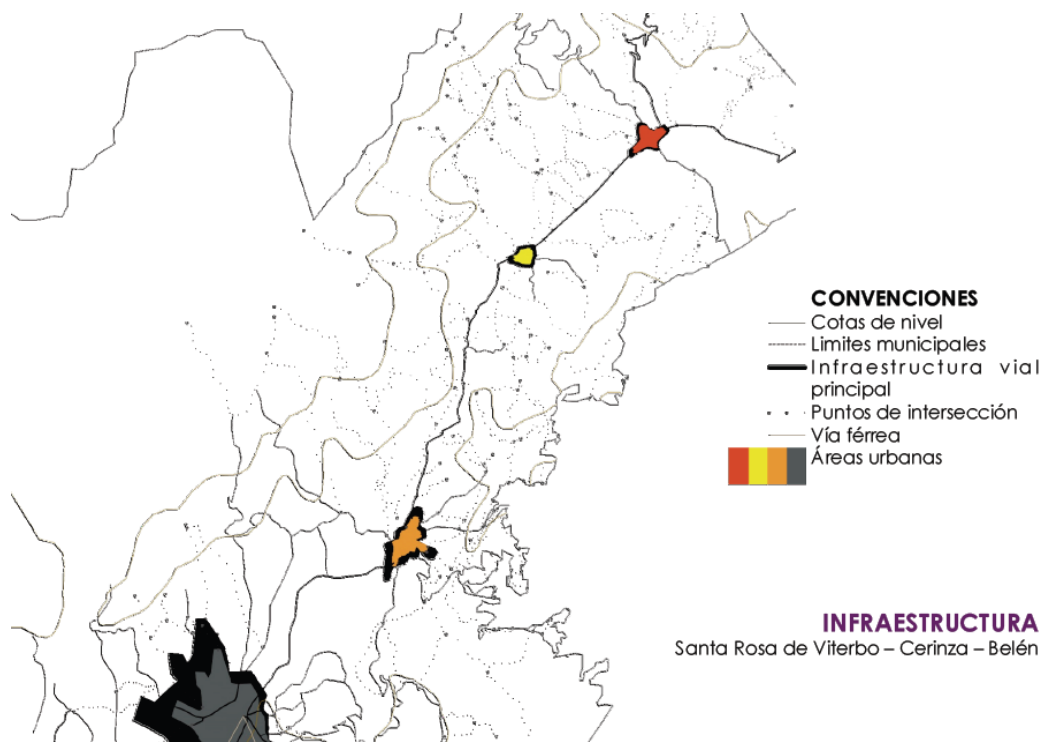 CONVENCIONES
Cotas de nivel
Limites municipales
Infraestructura vial
principal
Puntos de intersección
Vía férrea
Áreas urbanas
INFRAESTRUCTURA
Santa Rosa de Viterbo – Cerinza – Belén